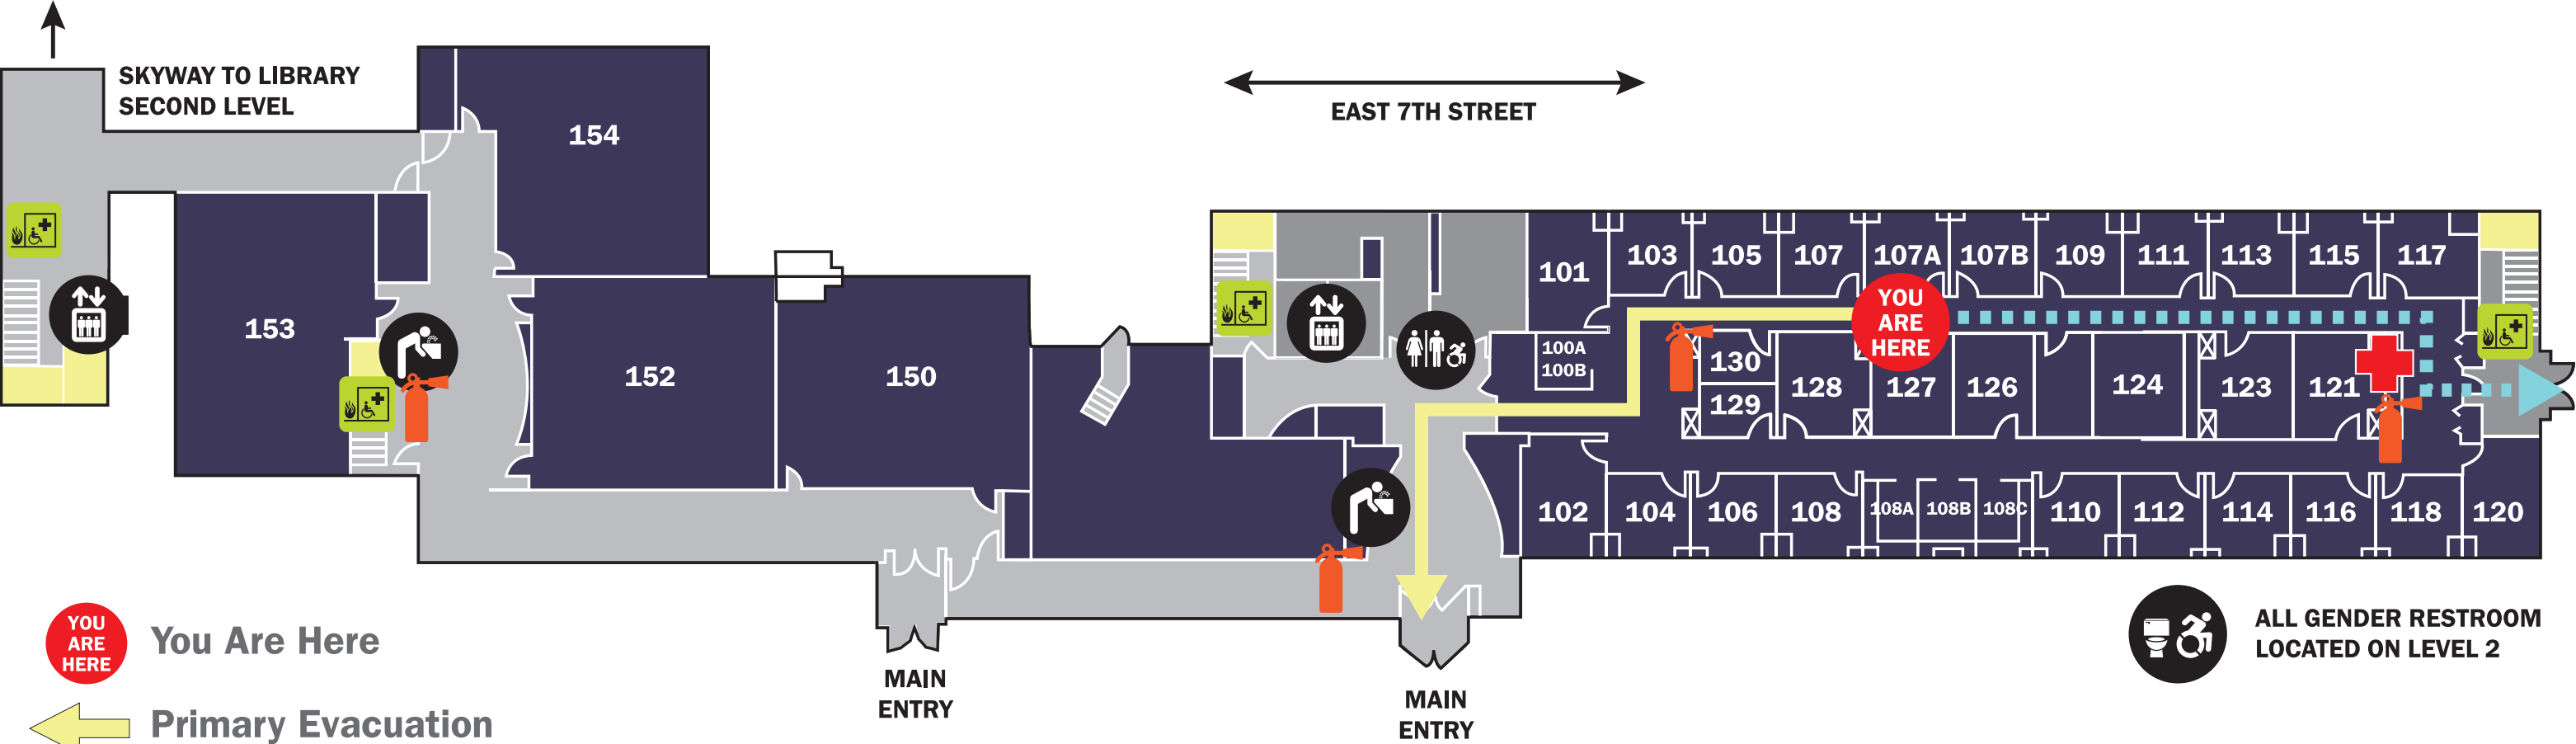 SKYWAY TO LIBRARY
SECOND LEVEL
EAST 7TH STREET
154
153
152
150
101
103
105
107
107A
107B
109
111
113
115
117
YOU
ARE
HERE
100A
100B
130
129
128
127
126
124
123
121
102
104
106
108
108A
108B
108C
110
112
114
116
118
120
MAIN
ENTRY
MAIN
ENTRY
YOU
ARE
HERE
You Are Here
Primary Evacuation
ALL GENDER RESTROOM
LOCATED ON LEVEL 2